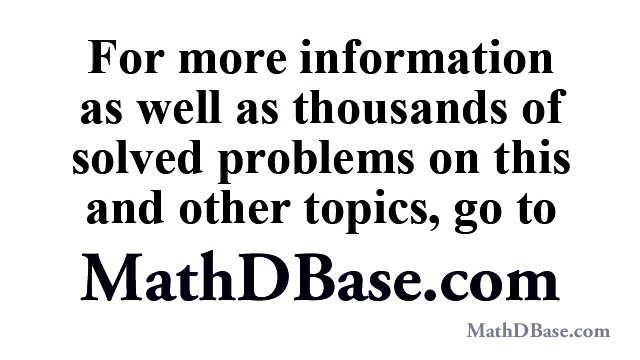 For more information
as well as thousands of
solved problems on this
and other topics, go to
MathDBase.com
MathDBase.com